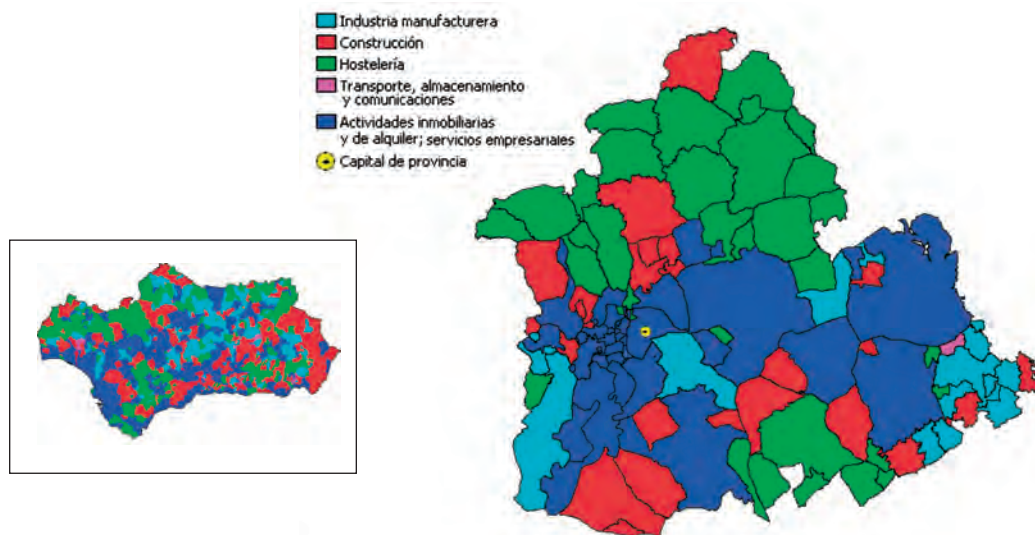 Industria manufacturera
Construcción
Hostelería
Transporte, almacenamiento
y comunicaciones
Actividades inmobiliarias
y de alquiler; servicios empresariales
Capital de provincia